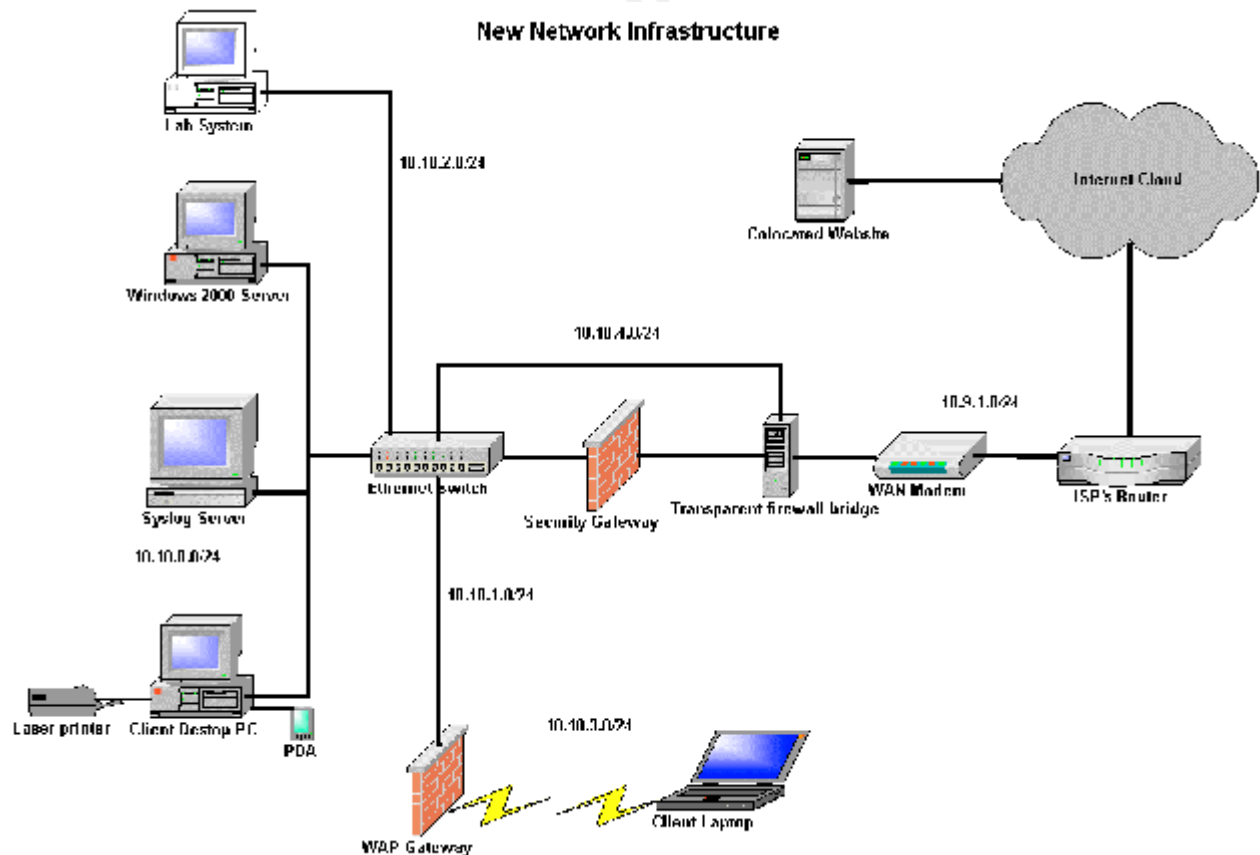 New Network Infrastructure
Lab System
10.10.2.0/24
Internet Cloud
Colocated Website
Windows 2000 Server
10.10.4.0/24
10.9.1.0/24
Ethernet switch
Security Gateway
Transparent firewall bridge
WAN Modem
ISP's Router
Syslog Server
10.10.0.0/24
10.10.1.0/24
Laser printer
Client Destop PC
PDA
10.10.3.0/24
Client Laptop
WAP Gateway